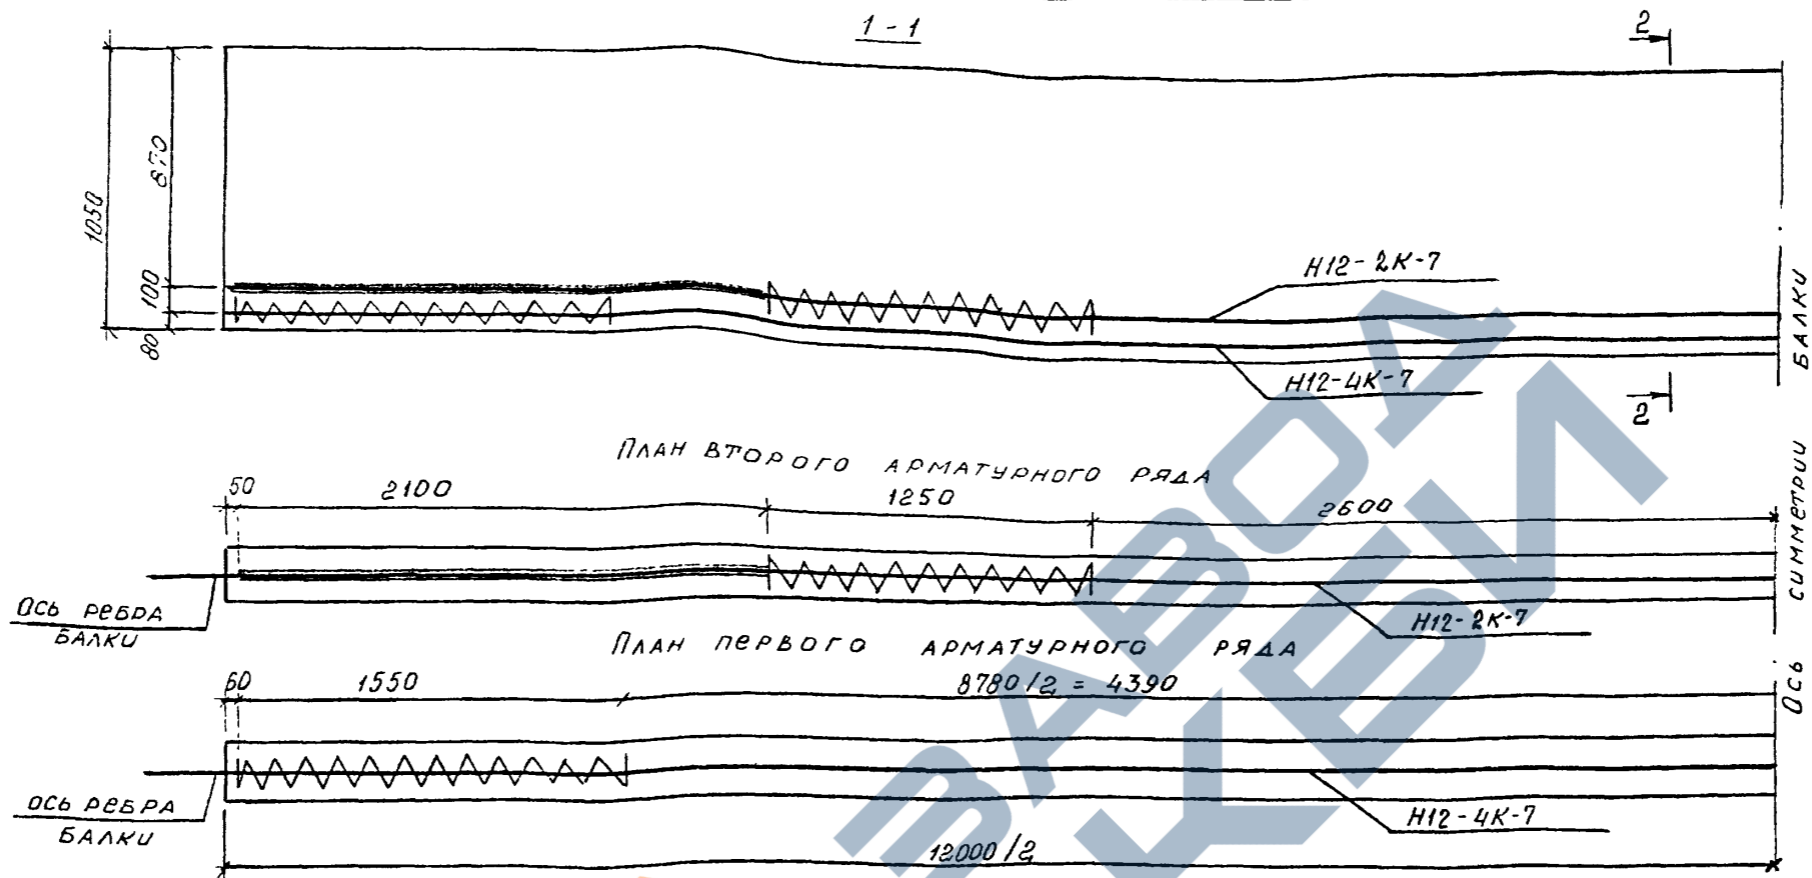 1-1
2
1050
870
100
80
Н12-2К-7
Н12-4К-7
2
План второго арматурного ряда
50
2100
1250
2600
Ось ребра
балки
Н12-2К-7
План первого арматурного ряда
60
1550
8780/2 = 4390
Ось ребра
балки
Н12-4К-7
12000/2
Ось симметрии балки
ЗАВОД
КБИ